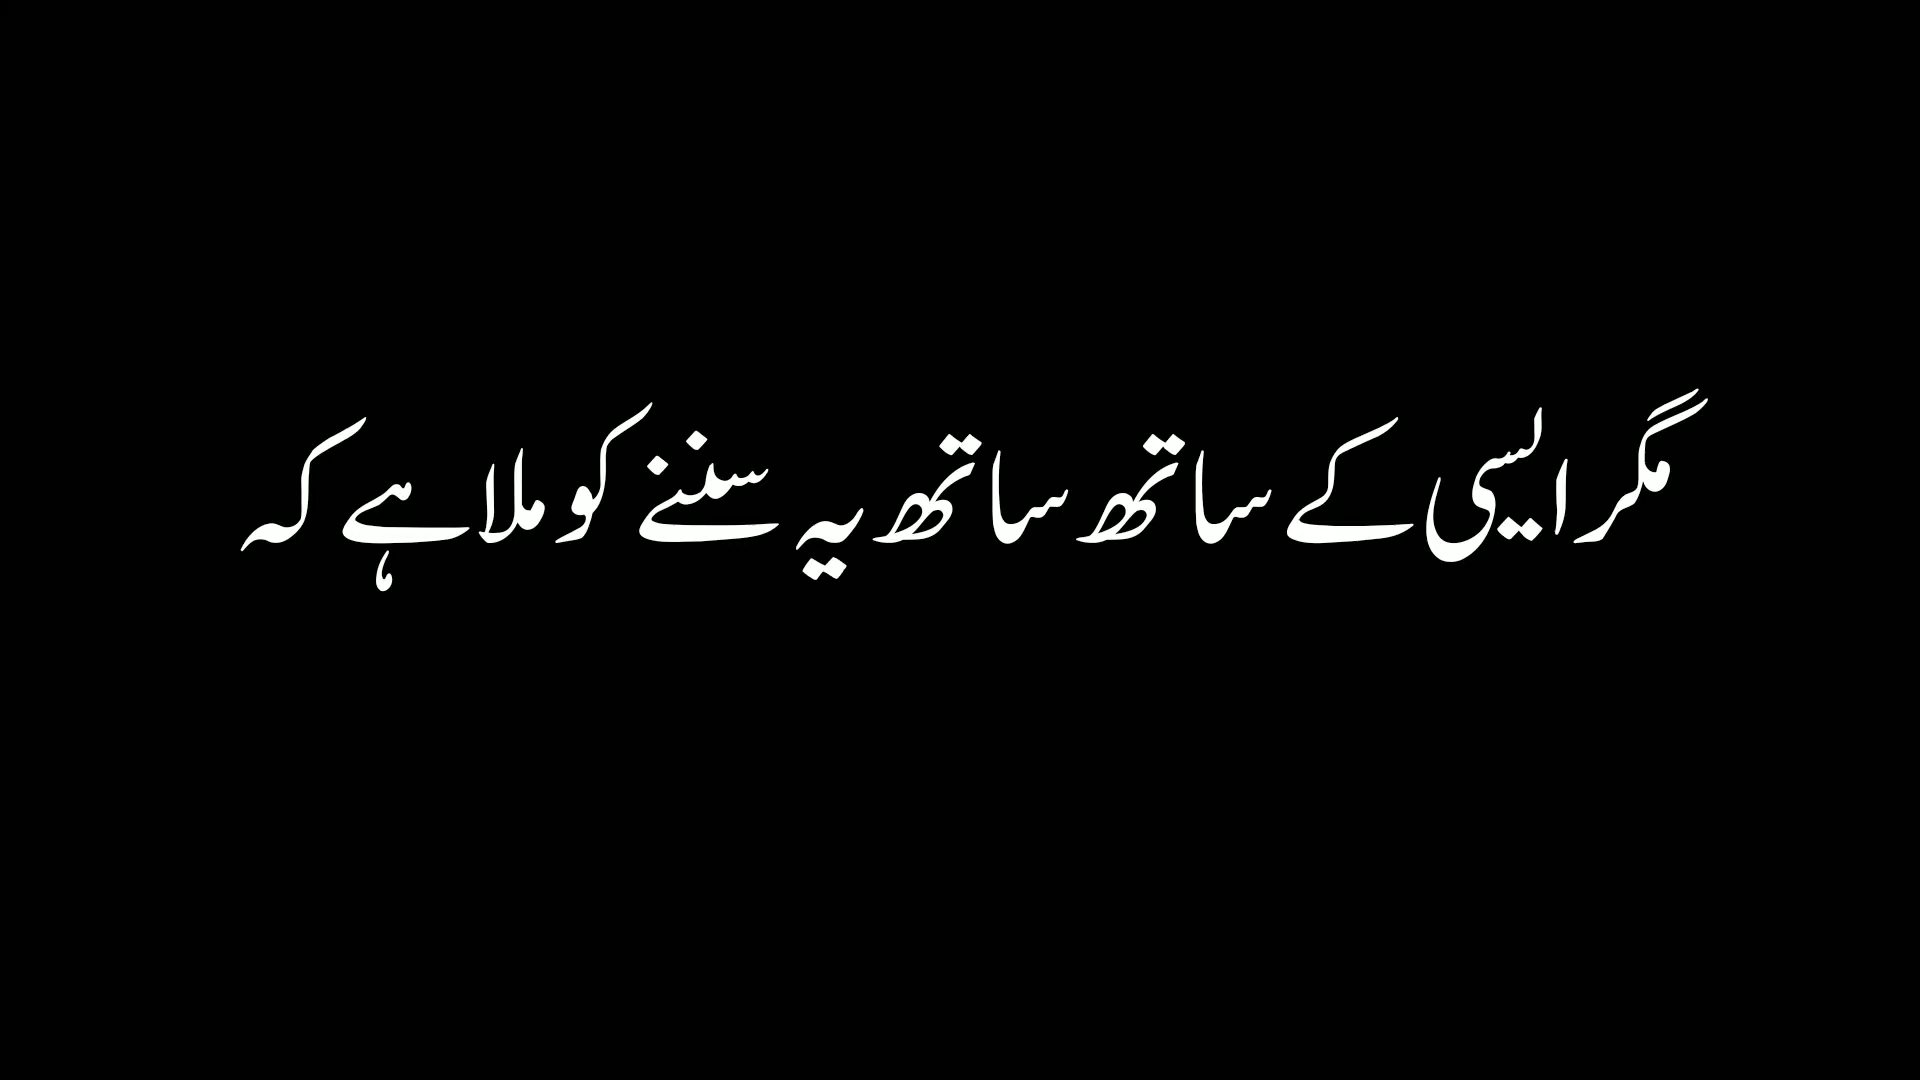 مگر ایسی کے ساتھ ساتھ یہ سننے کو ملا ہے کہ